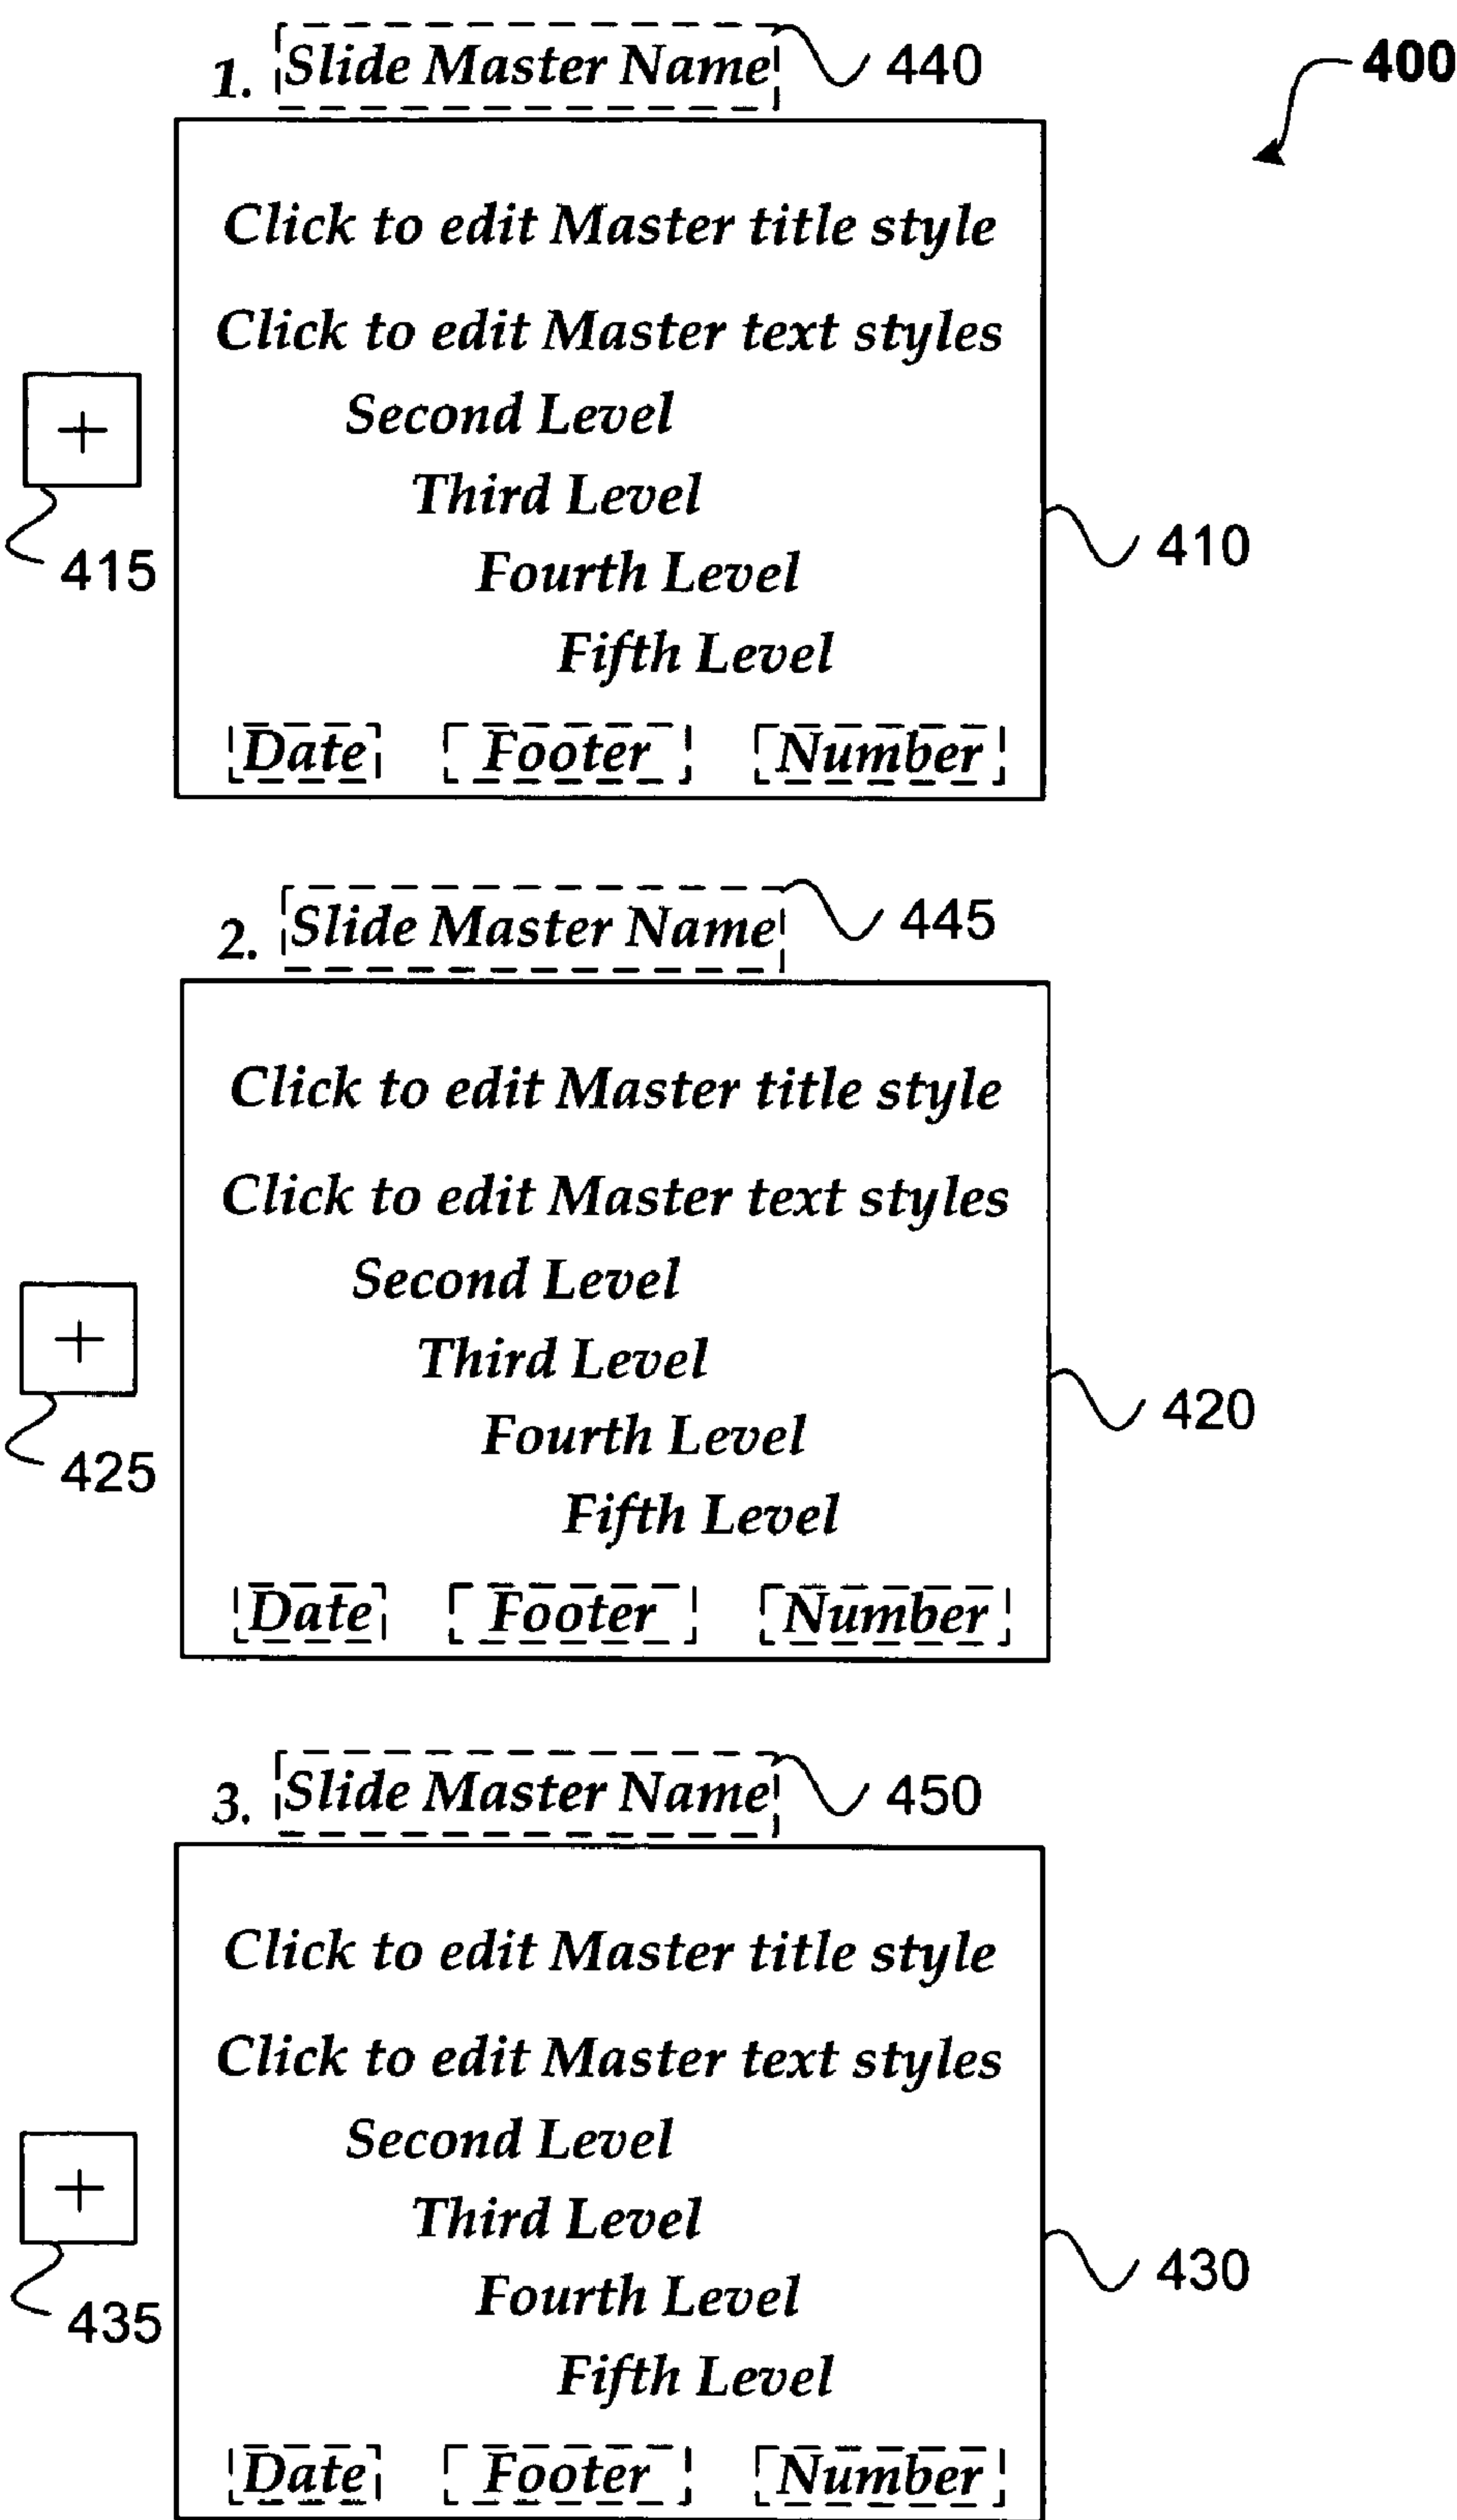 1. Slide Master Name 440
400
Click to edit Master title style
Click to edit Master text styles
Second Level
+
Third Level
410
415
Fourth Level
Fifth Level
Date Footer Number
2. Slide Master Name 445
Click to edit Master title style
Click to edit Master text styles
Second Level
+
Third Level
420
Fourth Level
425
Fifth Level
Date Footer Number
3. Slide Master Name 450
Click to edit Master title style
Click to edit Master text styles
Second Level
+
Third Level
430
Fourth Level
435
Fifth Level
Date Footer Number